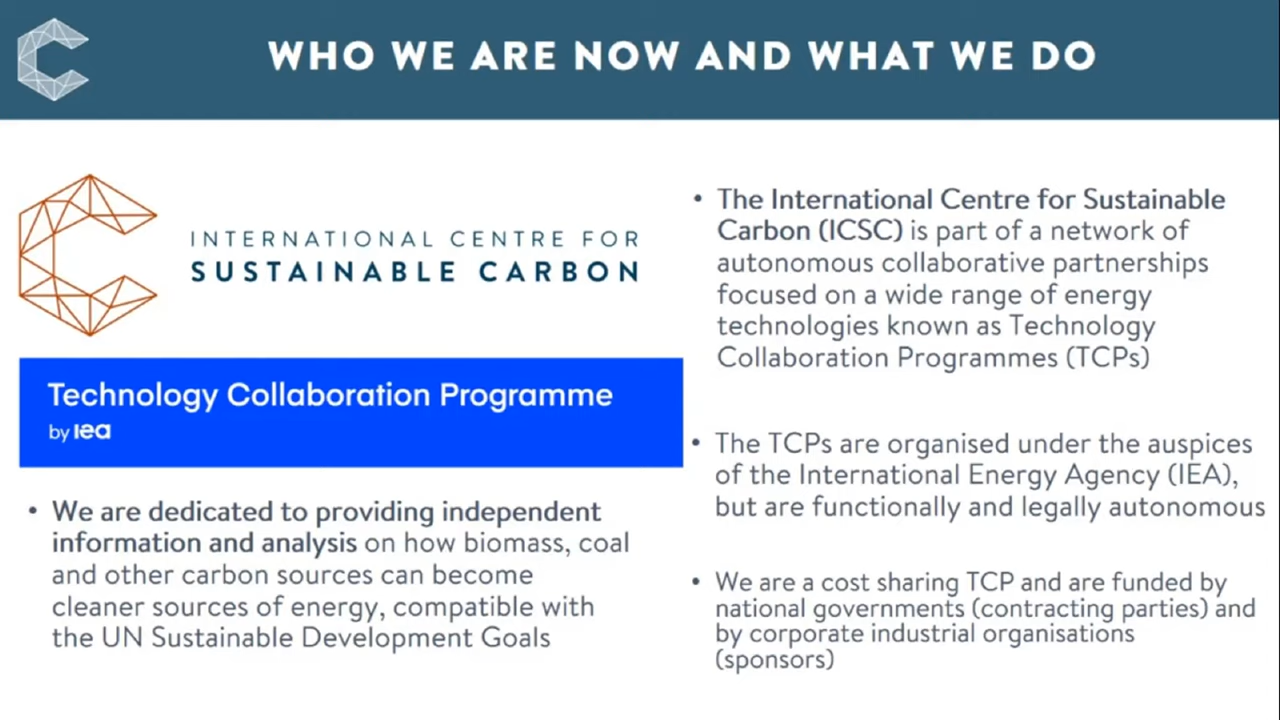 WHO WE ARE NOW AND WHAT WE DO
INTERNATIONAL CENTRE FOR
SUSTAINABLE CARBON
Technology Collaboration Programme
by iea
• We are dedicated to providing independent
information and analysis on how biomass, coal
and other carbon sources can become
cleaner sources of energy, compatible with
the UN Sustainable Development Goals
• The International Centre for Sustainable
Carbon (ICSC) is part of a network of
autonomous collaborative partnerships
focused on a wide range of energy
technologies known as Technology
Collaboration Programmes (TCPs)
• The TCPs are organised under the auspices
of the International Energy Agency (IEA),
but are functionally and legally autonomous
• We are a cost sharing TCP and are funded by
national governments (contracting parties) and
by corporate industrial organisations
(sponsors)